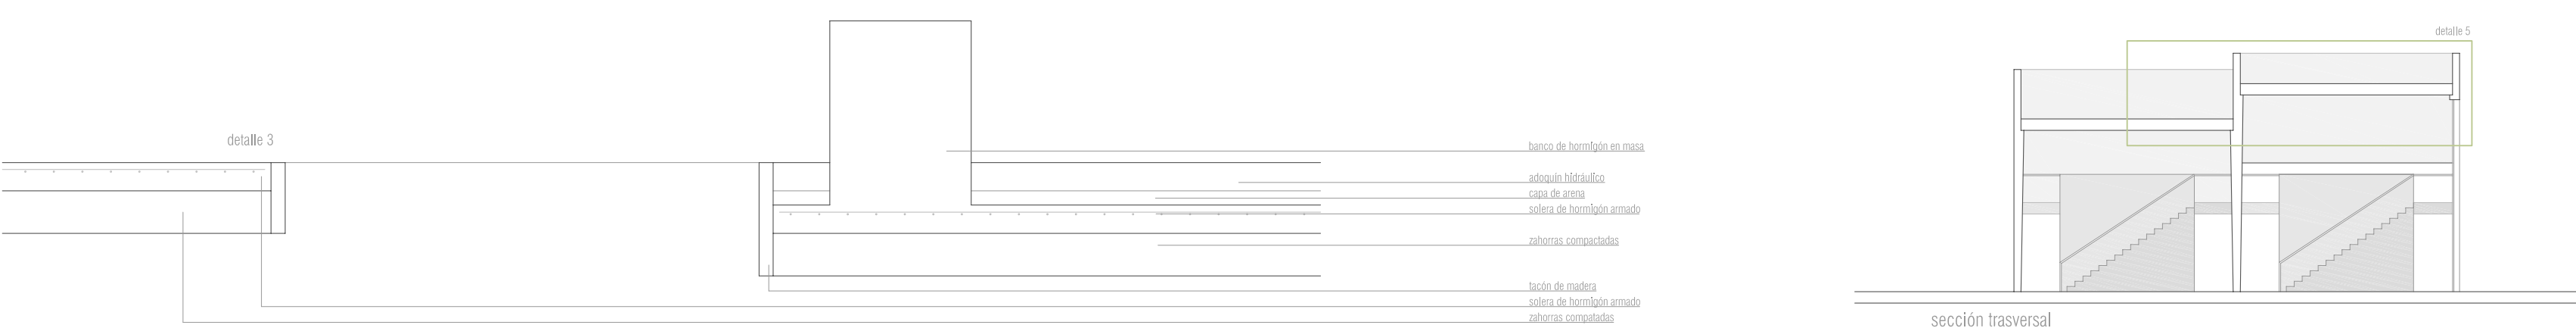 detalle 3
banco de hormigón en masa
adoquín hidráulico
capa de arena
solera de hormigón armado
zahorras compactadas
tacón de madera
solera de hormigón armado
zahorras compatadas
detalle 5
sección trasversal